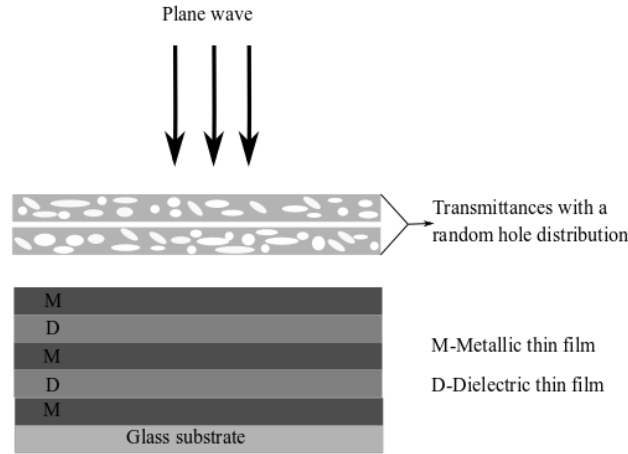 Plane wave
Transmittances with a
random hole distribution
M
D
M
M-Metallic thin film
D
D-Dielectric thin film
M
Glass substrate